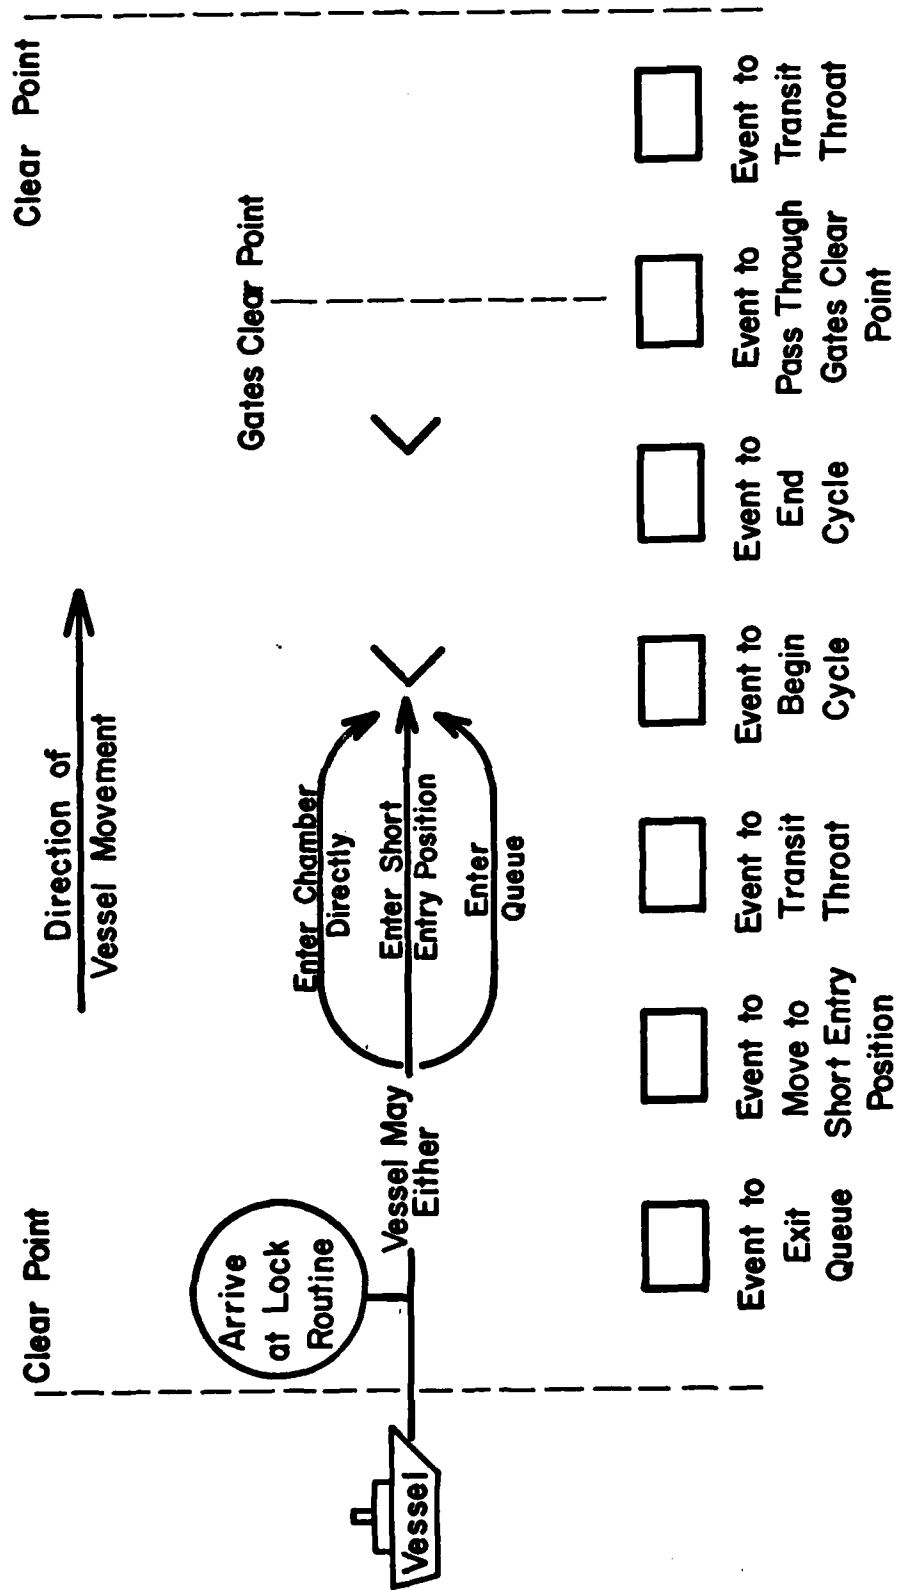 Clear Point
Clear Point
Direction of
Vessel Movement
Gates Clear Point
Arrive
at Lock
Routine
Vessel
Vessel May
Either
Enter Chamber
Directly
Enter Short
Entry Position
Enter
Queue
Event to
Exit
Queue
Event to
Move to
Short Entry
Position
Event to
Transit
Throat
Event to
Begin
Cycle
Event to
End
Cycle
Event to
Pass Through
Gates Clear
Point
Event to
Transit
Throat